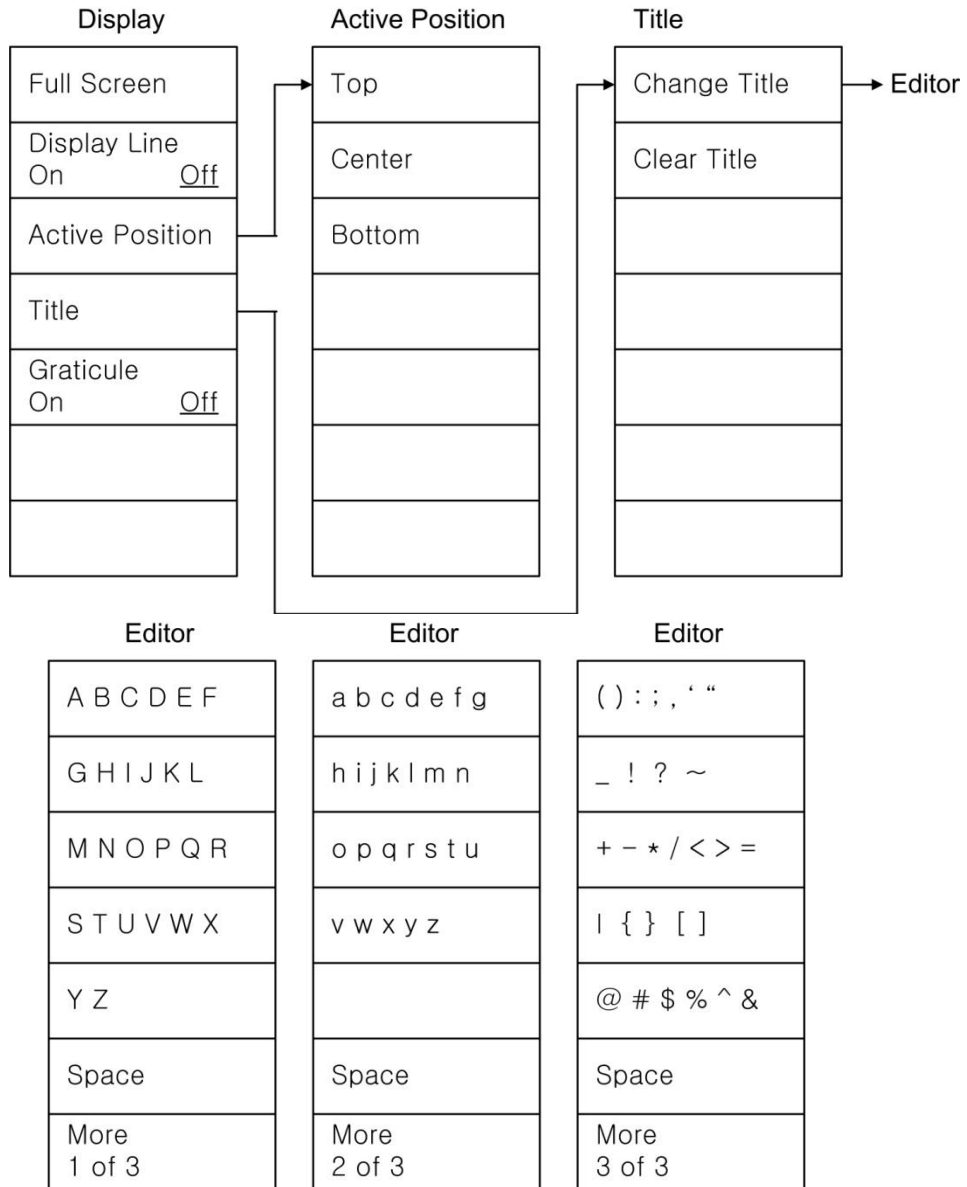 Display
Full Screen
Display Line
On Off
Active Position
Title
Graticule
On Off
Active Position
Top
Center
Bottom
Title
Change Title
Clear Title
Editor
Editor
A B C D E F
G H I J K L
M N O P Q R
S T U V W X
Y Z
Space
More
1 of 3
Editor
a b c d e f g
h i j k l m n
o p q r s t u
v w x y z
Space
More
2 of 3
Editor
( ) : ; , ‘ “
_ ! ? ~
+ − * / < > =
| { } [ ]
@ # $ % ^ &
Space
More
3 of 3